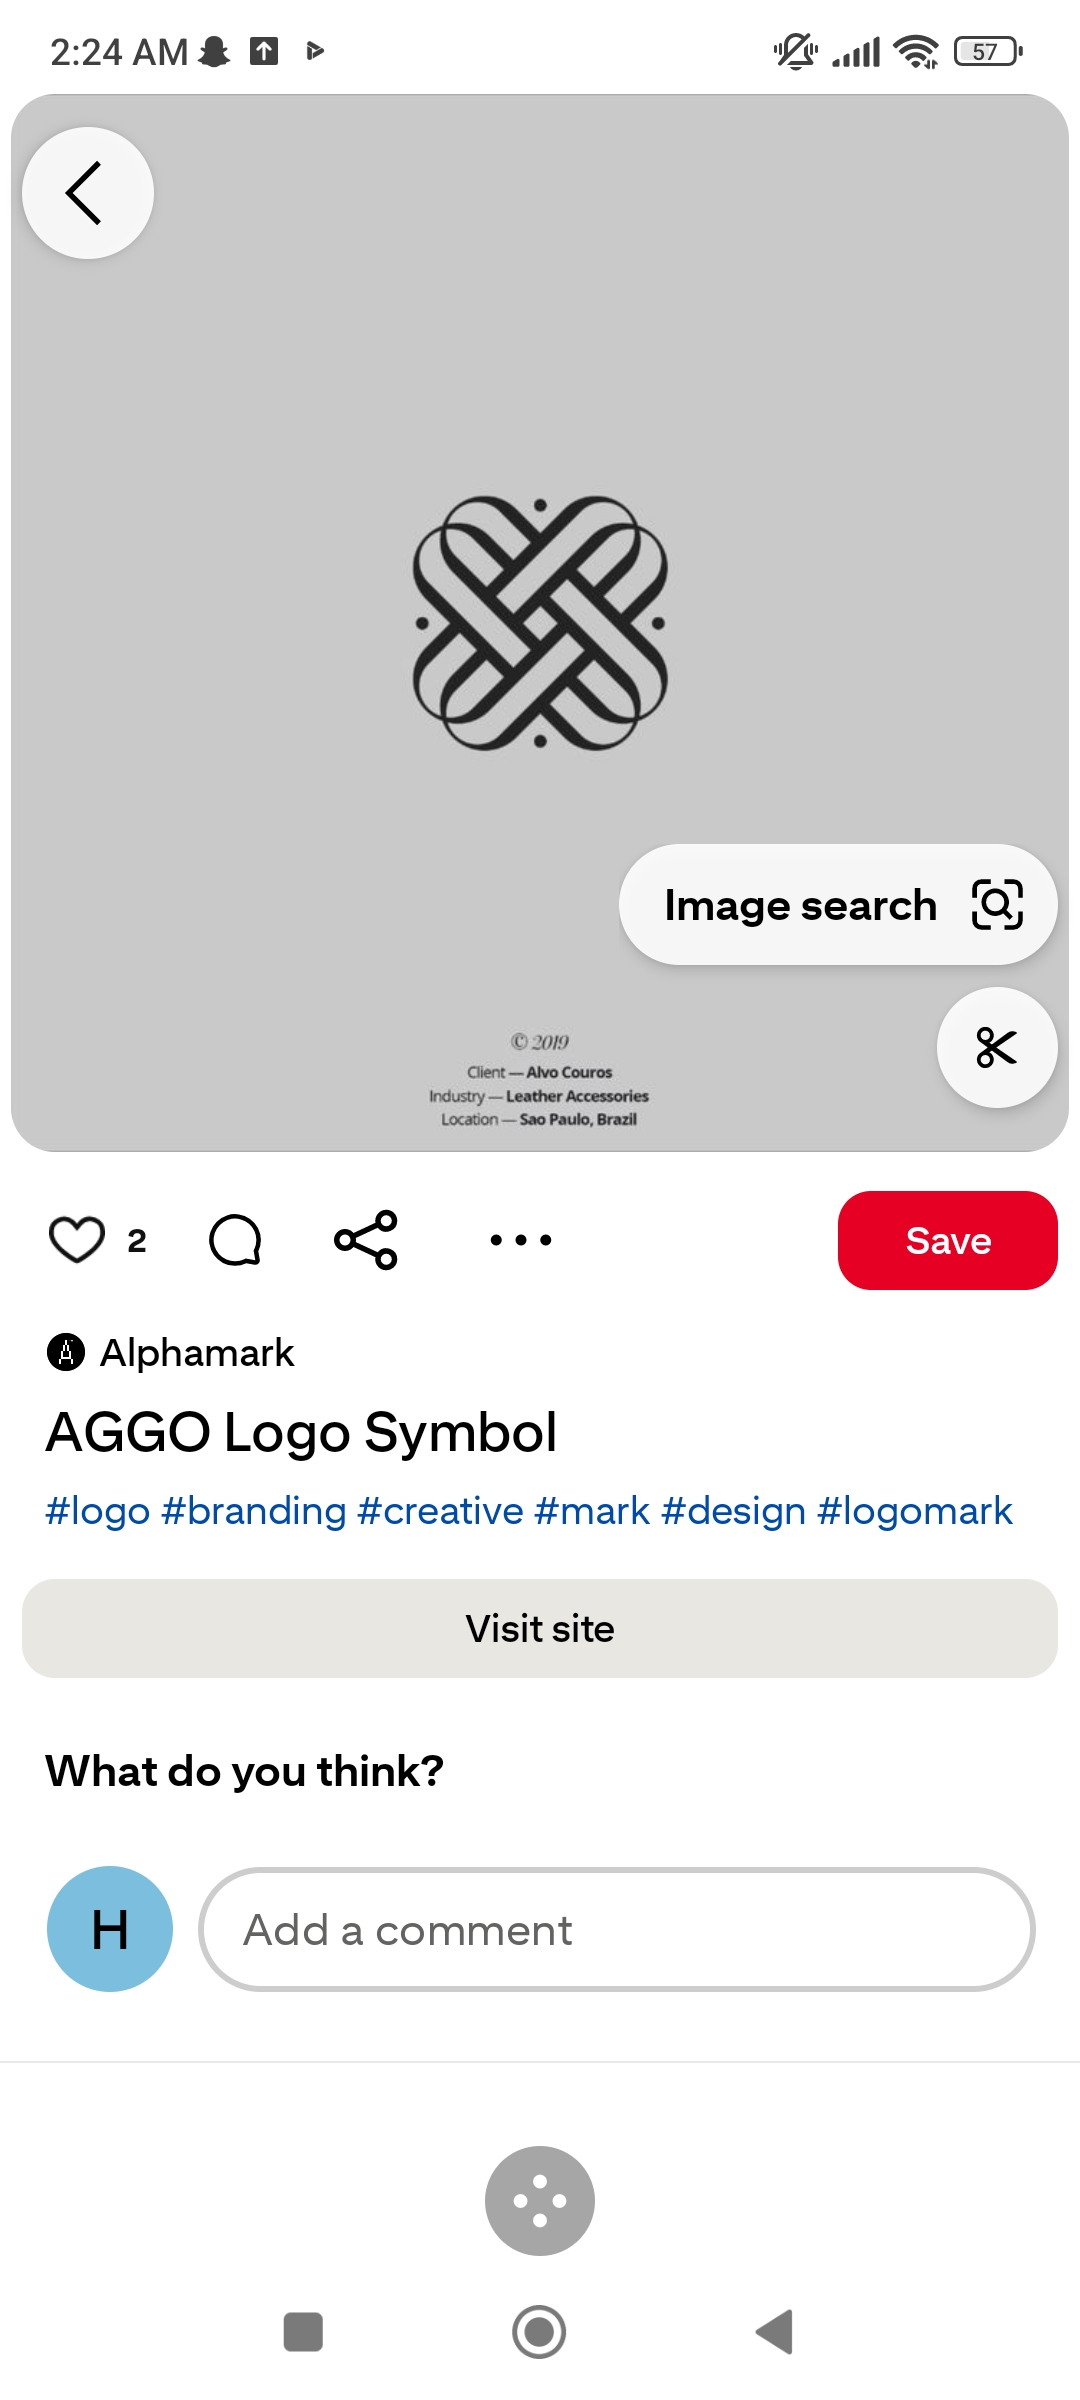 2:24 AM
57
Image search
© 2019
Client — Alvo Couros
Industry — Leather Accessories
Location — Sao Paulo, Brazil
2
Save
Alphamark
AGGO Logo Symbol
#logo #branding #creative #mark #design #logomark
Visit site
What do you think?
H
Add a comment